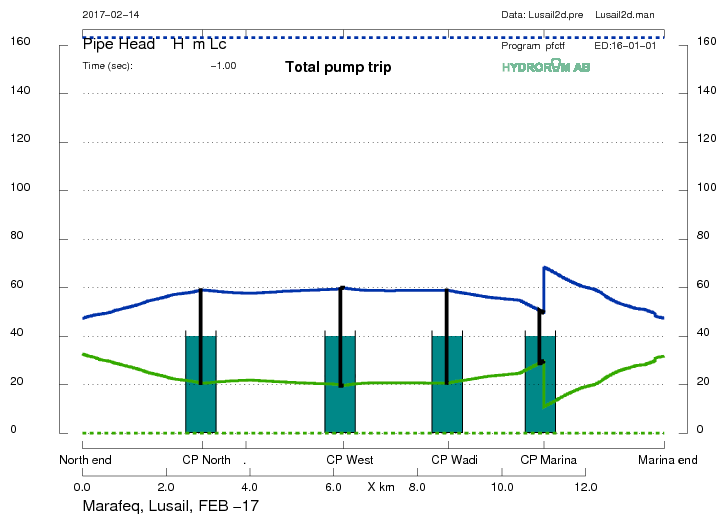 2017-02-14 Data: Lusail2d.pre Lusail2d.man
160 Pipe Head H m Lc Program pfctf ED:16-01-01 160
Time (sec): -1.00 Total pump trip HYDRORUM AB
140 140
120 120
100 100
80 80
60 60
40 40
20 20
0 0
North end CP North . CP West CP Wadi CP Marina Marina end
0.0 2.0 4.0 6.0 X km 8.0 10.0 12.0
Marafeq, Lusail, FEB -17